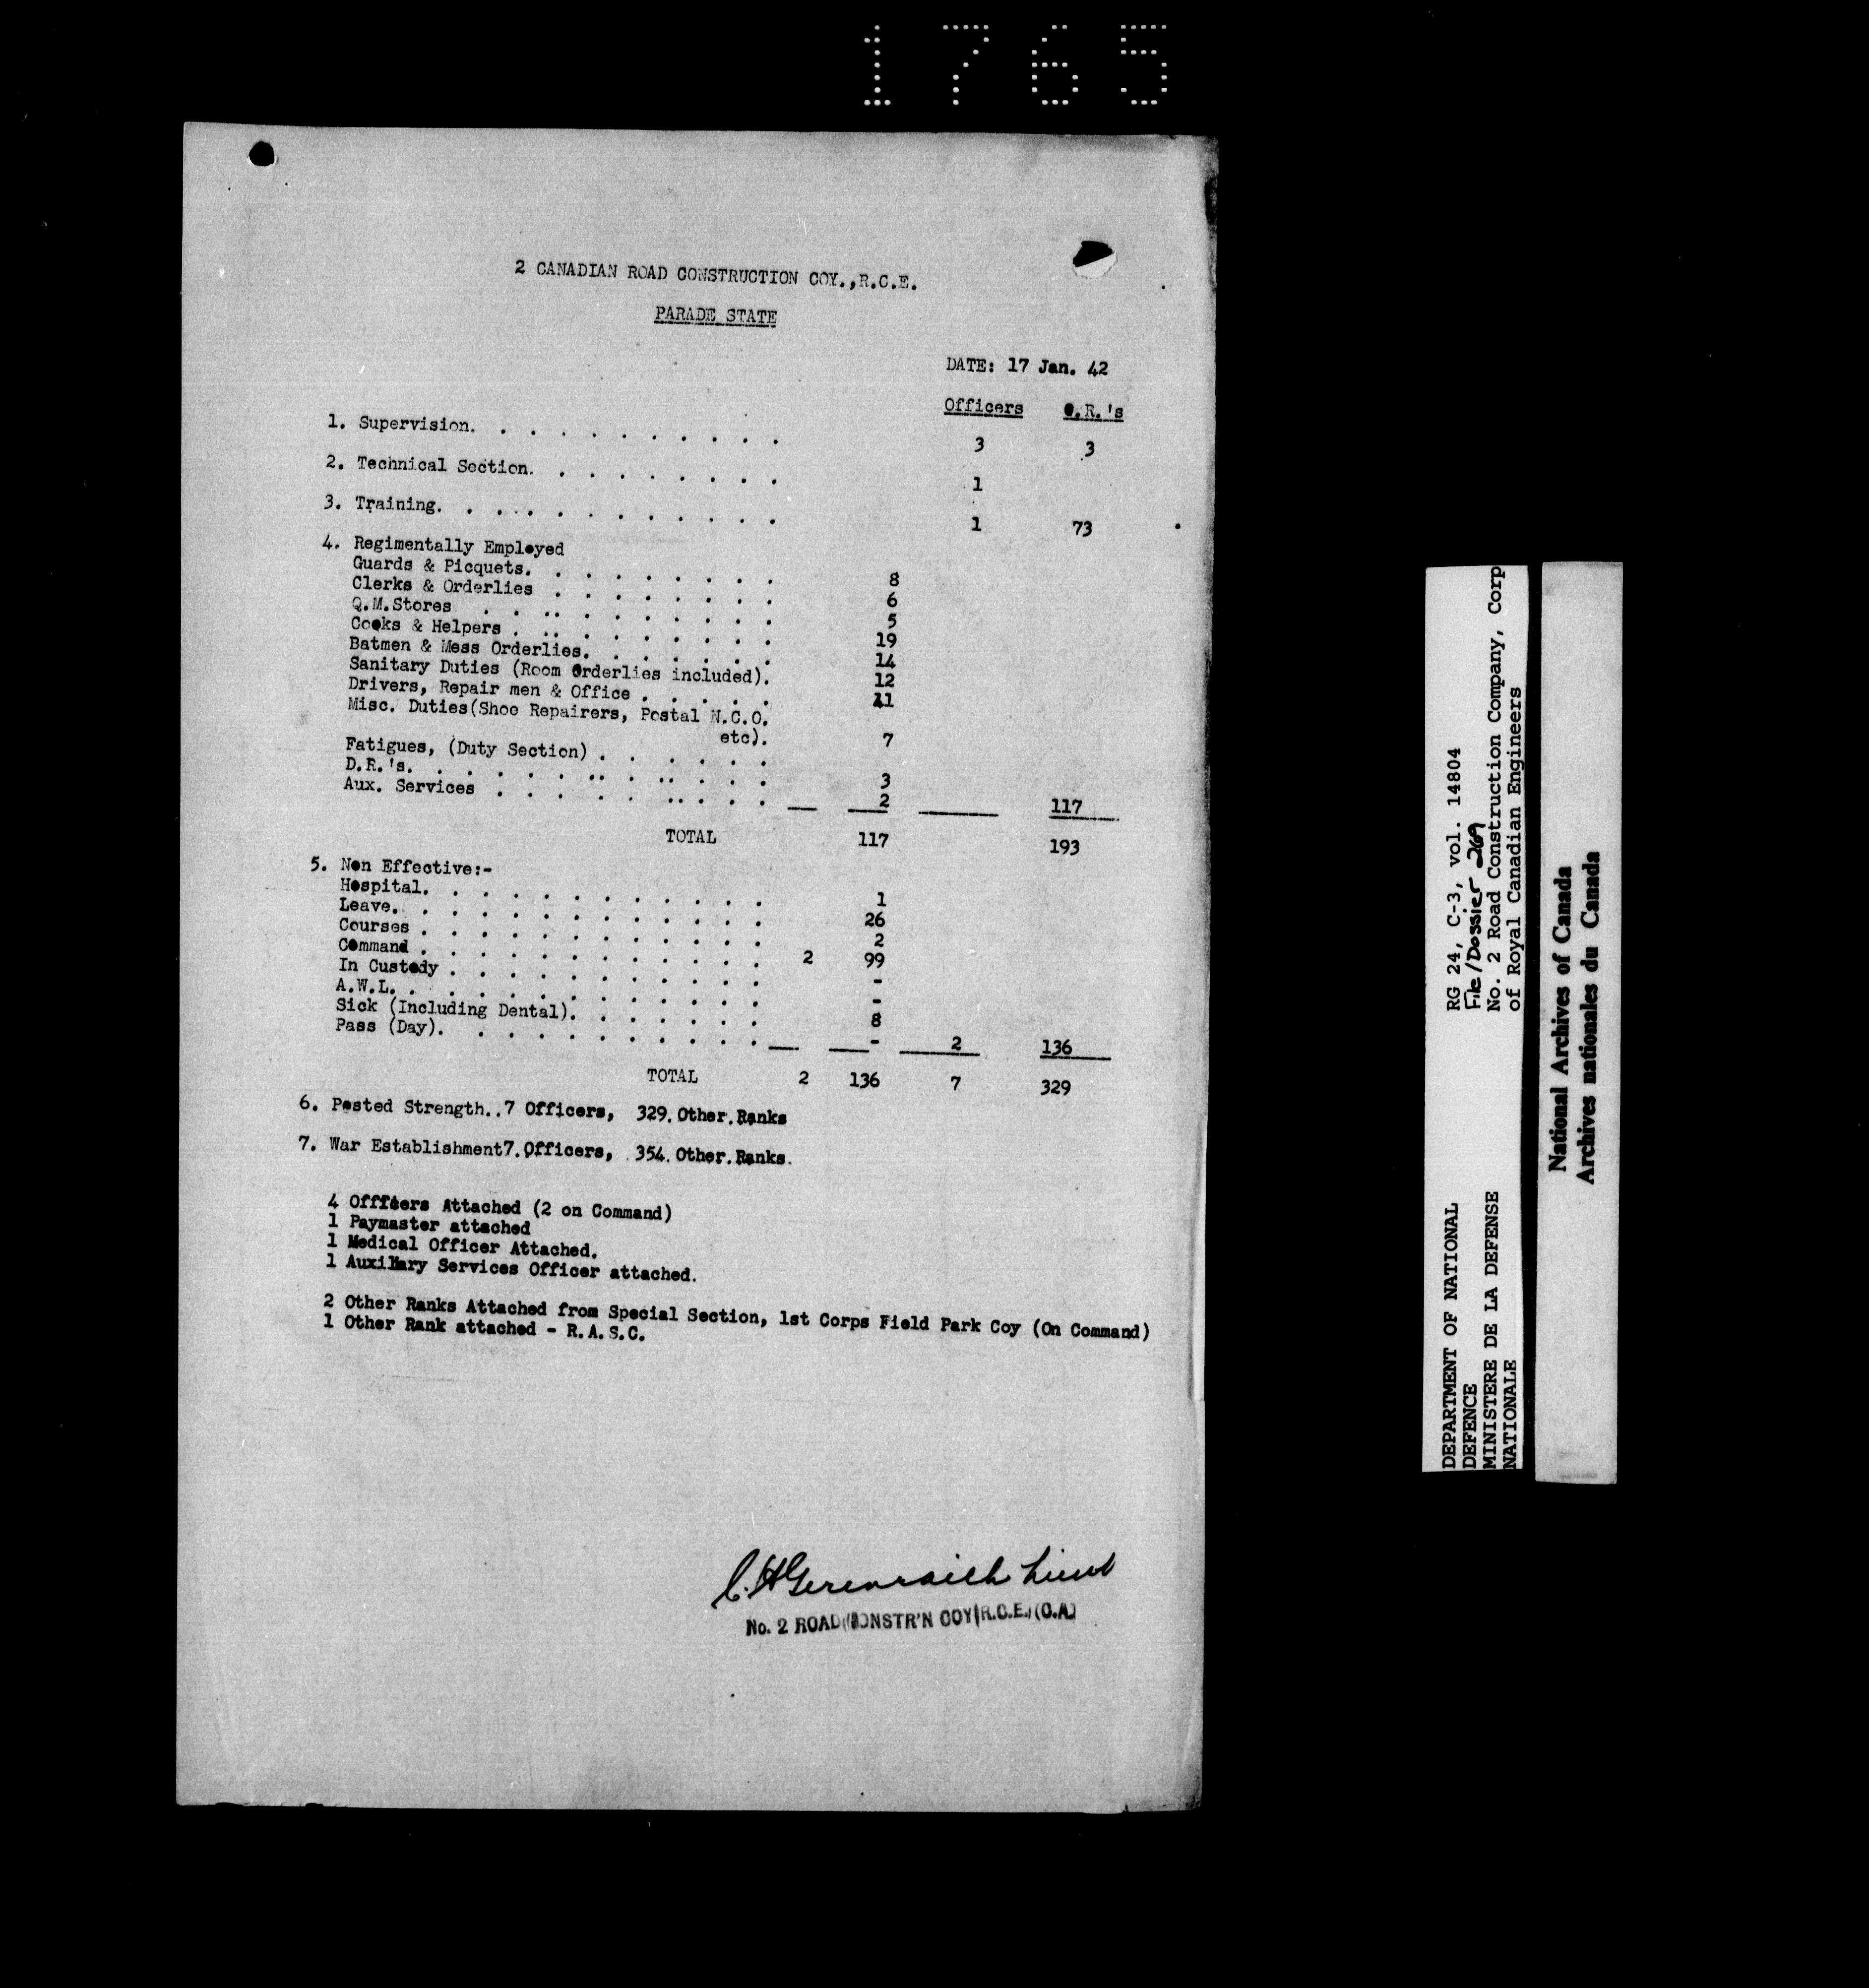 1765
2 CANADIAN ROAD CONSTRUCTION COY.,R.C.E.
PARADE STATE
DATE: 17 Jan. 42
Officers O.R.'s
1. Supervision. . . . . . . . . . . 3 3
2. Technical Section. . . . . . . . . 1
3. Training. . . . . . . . . . . . 1 73
4. Regimentally Employed
Guards & Picquets. . . . . . . . . 8
Clerks & Orderlies . . . . . . . . 6
Q.M.Stores . . .. . . . . . . . 5
Cooks & Helpers . .. . . . . . . . 19
Batmen & Mess Orderlies. . . . . . . 14
Sanitary Duties (Room Orderlies included). 12
Drivers, Repair men & Office . . . . . 41
Misc. Duties(Shoe Repairers, Postal N.C.O.
etc). 7
Fatigues, (Duty Section) . . . . . .
D.R.'s. . . . . . .. . .. . . . 3
Aux. Services . . . . . .. . . . 2 117
TOTAL 117 193
5. Non Effective:-
Hospital. . . . . . . . . . . . 1
Leave. . . . . . . . . . . . . 26
Courses . . . . . . . . . . . . 2
Command . . . . . . . . . . . . 2 99
In Custody . . . . . . . . . . . -
A.W.L. . . . . . . . . . . . . -
Sick (Including Dental). . . . . . . 8
Pass (Day). . . . . . . . . . . - 2 136
TOTAL 2 136 7 329
6. Posted Strength..7 Officers, 329.Other.Ranks
7. War Establishment7.Officers, .354.Other.Ranks.
4 Officers Attached (2 on Command)
1 Paymaster attached
1 Medical Officer Attached.
1 Auxiliary Services Officer attached.
2 Other Ranks Attached from Special Section, 1st Corps Field Park Coy (On Command)
1 Other Rank attached - R.A.S.C.
Lieut
No. 2 ROAD CONSTR'N COY R.C.E. (C.A.)
DEPARTMENT OF NATIONAL
DEFENCE
MINISTERE DE LA DEFENSE
NATIONALE
RG 24, C-3, vol. 14804
File/Dossier 269
No. 2 Road Construction Company, Corp
of Royal Canadian Engineers
National Archives of Canada
Archives nationales du Canada